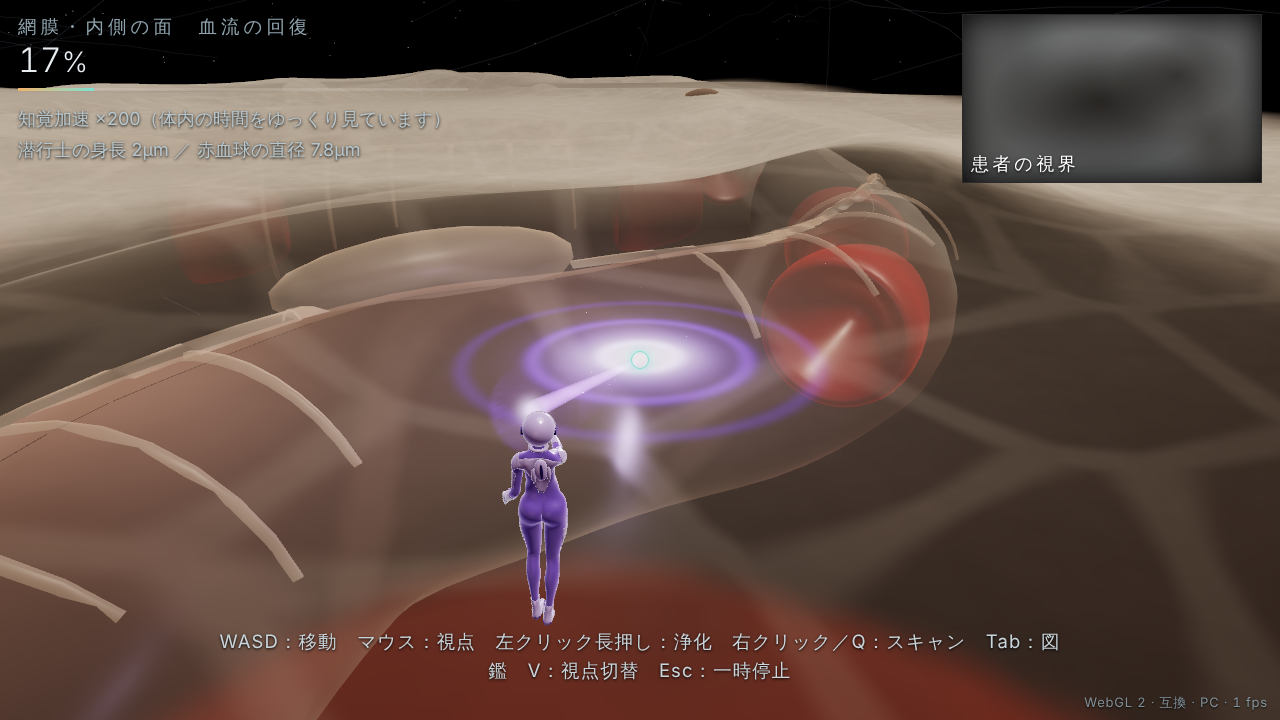 網膜・内側の面　血流の回復
17%
知覚加速 ×200（体内の時間をゆっくり見ています）
潜行士の身長 2μm ／ 赤血球の直径 7.8μm
患者の視界
WASD：移動　マウス：視点　左クリック長押し：浄化　右クリック／Q：スキャン　Tab：図
鑑　V：視点切替　Esc：一時停止
WebGL 2 · 互換 · PC · 1 fps